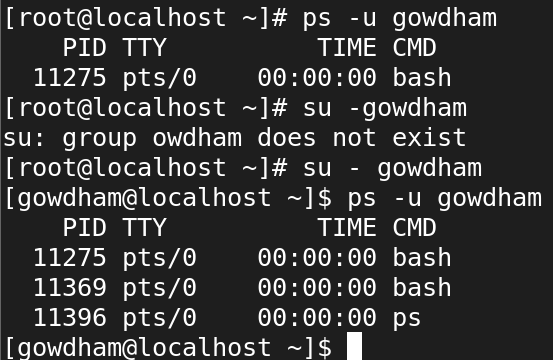 [root@localhost ~]# ps -u gowdham
    PID TTY          TIME CMD
  11275 pts/0    00:00:00 bash
[root@localhost ~]# su -gowdham
su: group owdham does not exist
[root@localhost ~]# su - gowdham
[gowdham@localhost ~]$ ps -u gowdham
    PID TTY          TIME CMD
  11275 pts/0    00:00:00 bash
  11369 pts/0    00:00:00 bash
  11396 pts/0    00:00:00 ps
[gowdham@localhost ~]$